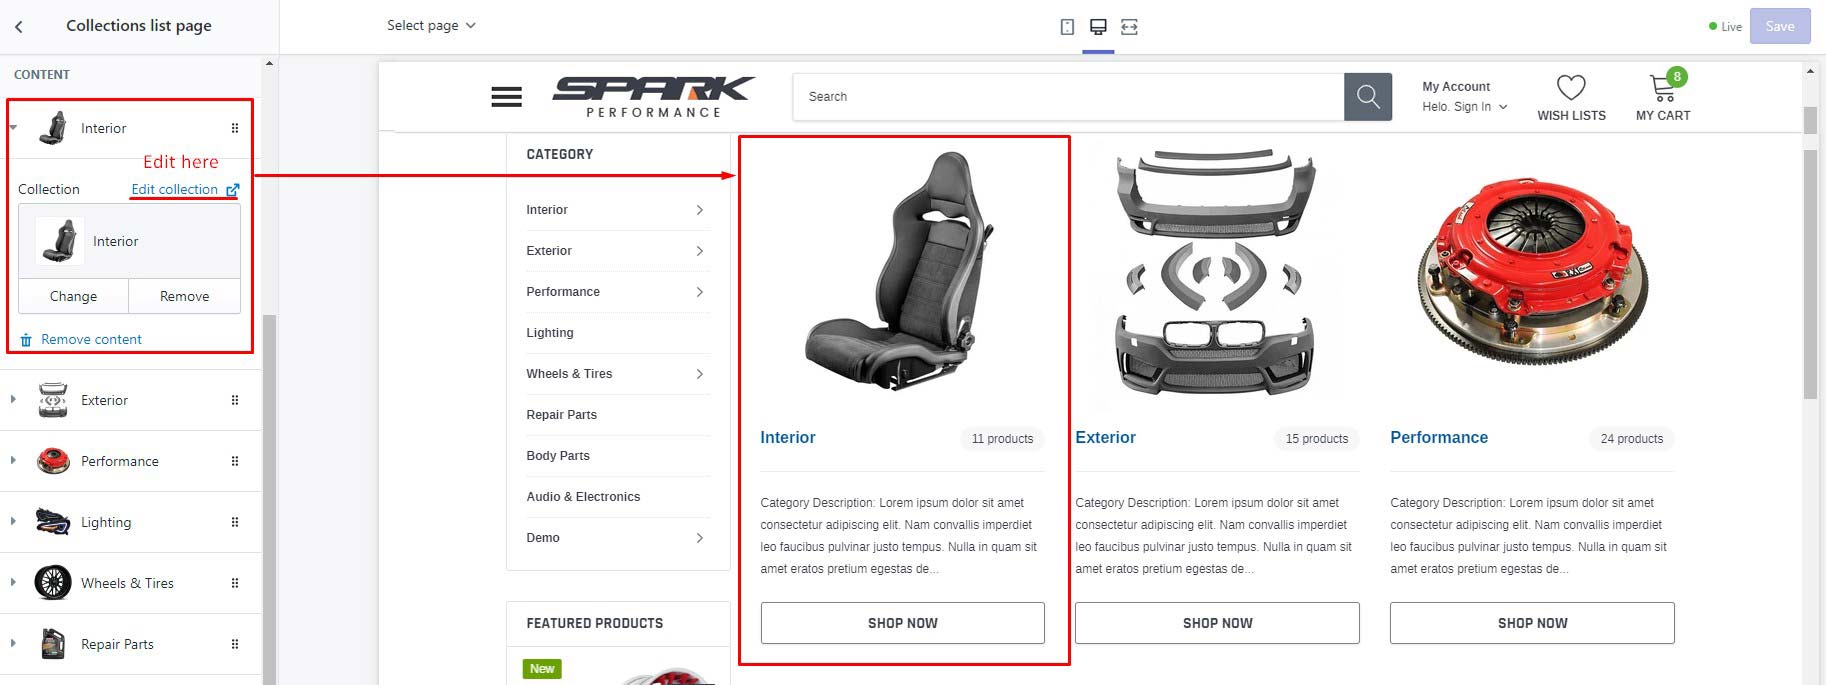 Collections list page
Select page
Live
Save
CONTENT
Interior
Edit here
Collection
Edit collection
Interior
Change
Remove
Remove content
Exterior
Performance
Lighting
Wheels & Tires
Repair Parts
SPARK
PERFORMANCE
Search
My Account
Helo. Sign In
WISH LISTS
8
MY CART
CATEGORY
Interior
Exterior
Performance
Lighting
Wheels & Tires
Repair Parts
Body Parts
Audio & Electronics
Demo
FEATURED PRODUCTS
New
Interior
11 products
Category Description: Lorem ipsum dolor sit amet
consectetur adipiscing elit. Nam convallis imperdiet
leo faucibus pulvinar justo tempus. Nulla in quam sit
amet eratos pretium egestas de...
SHOP NOW
Exterior
15 products
Category Description: Lorem ipsum dolor sit amet
consectetur adipiscing elit. Nam convallis imperdiet
leo faucibus pulvinar justo tempus. Nulla in quam sit
amet eratos pretium egestas de...
SHOP NOW
Performance
24 products
Category Description: Lorem ipsum dolor sit amet
consectetur adipiscing elit. Nam convallis imperdiet
leo faucibus pulvinar justo tempus. Nulla in quam sit
amet eratos pretium egestas de...
SHOP NOW